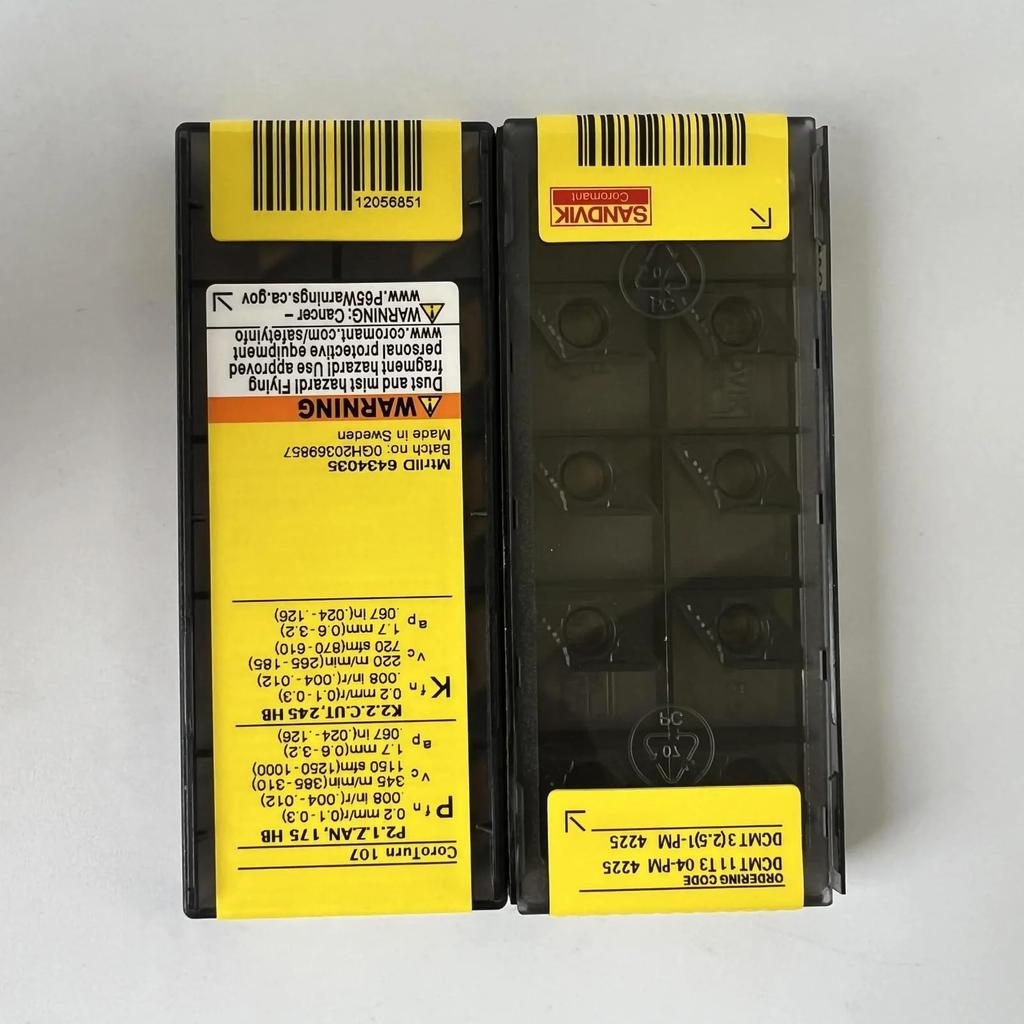 CoroTurn 107
P2.1.Z.AN, 175 HB
P fn 0.2 mm/r(0.1-0.3)
.008 in/r(.004-.012)
vc 345 m/min(385-310)
1150 sfm(1250-1000)
ap 1.7 mm(0.6-3.2)
.067 in(.024-.126)
K2.2.C.UT, 245 HB
K fn 0.2 mm/r(0.1-0.3)
.008 in/r(.004-.012)
vc 220 m/min(265-185)
720 sfm(870-610)
ap 1.7 mm(0.6-3.2)
.067 in(.024-.126)
MtrlID 6434035
Batch no: 0GH20369857
Made in Sweden
WARNING
Dust and mist hazard! Flying
fragment hazard! Use approved
personal protective equipment
www.coromant.com/safetyinfo
WARNING: Cancer –
www.P65Warnings.ca.gov
12056851
ORDERING CODE
DCMT 11 T3 04-PM 4225
DCMT 3(2.5)1-PM 4225
07
PC
PC
07
SANDVIK
Coromant